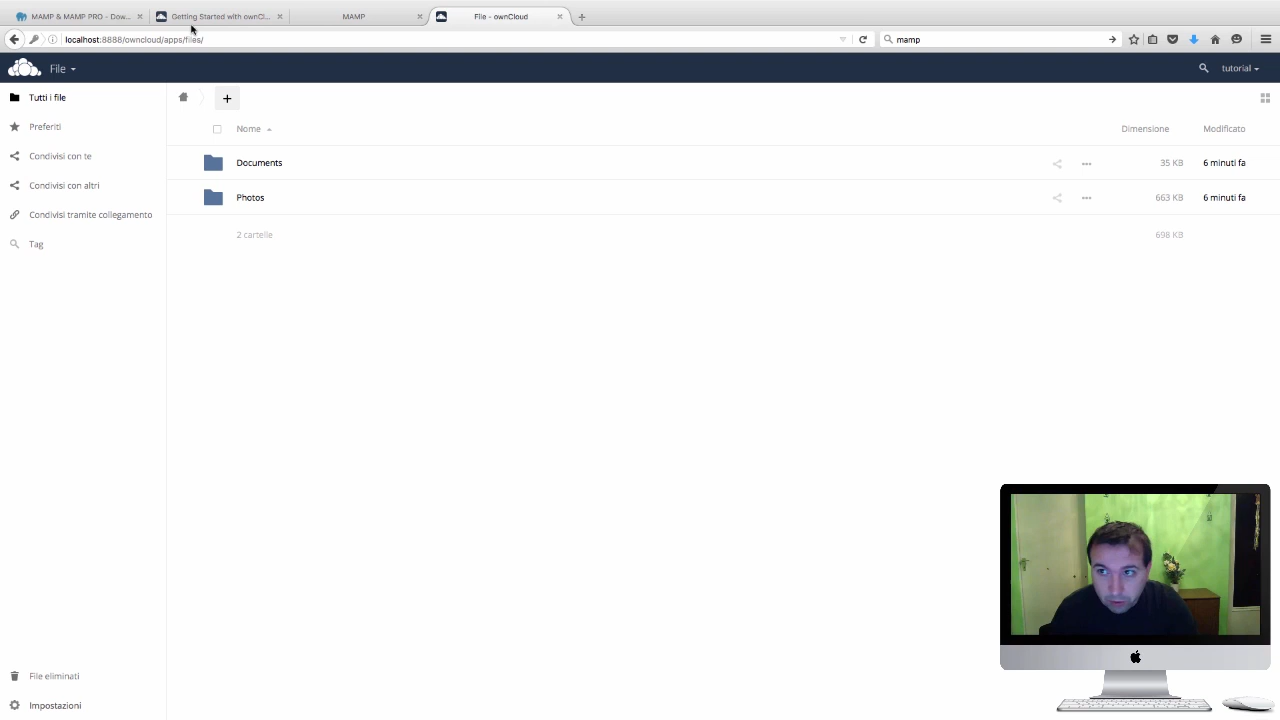 MAMP & MAMP PRO - Dow...
Getting Started with ownCl...
MAMP
File - ownCloud
localhost:8888/owncloud/apps/files/
mamp
File
tutorial
Tutti i file
Preferiti
Condivisi con te
Condivisi con altri
Condivisi tramite collegamento
Tag
Nome
Dimensione
Modificato
Documents
35 KB
6 minuti fa
Photos
663 KB
6 minuti fa
2 cartelle
698 KB
File eliminati
Impostazioni